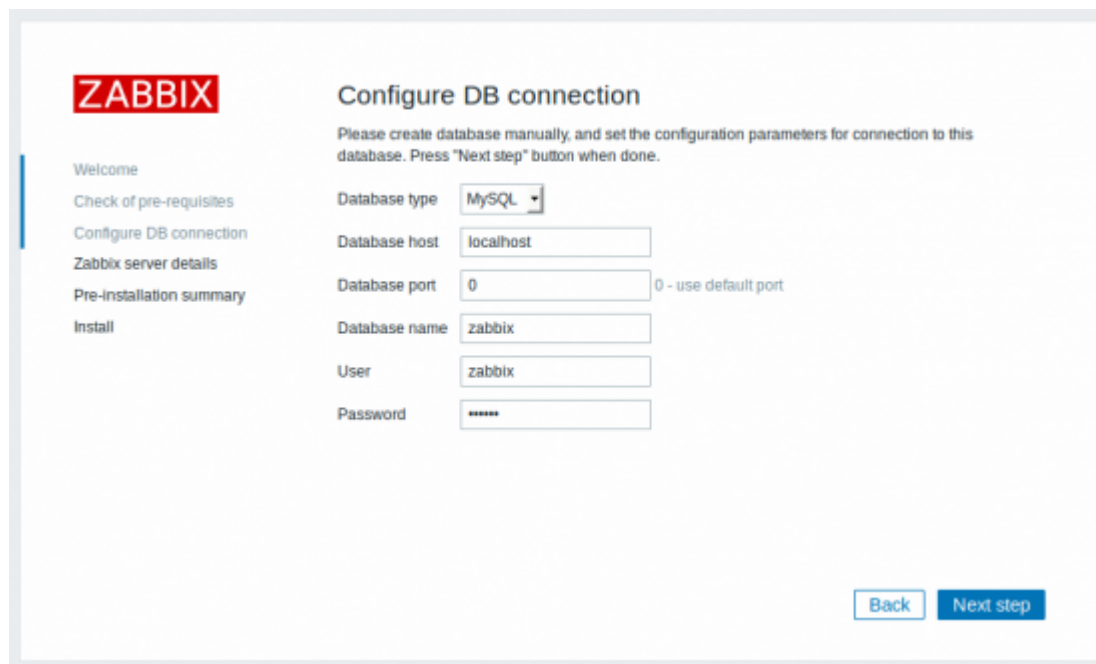 ZABBIX
Welcome
Check of pre-requisites
Configure DB connection
Zabbix server details
Pre-installation summary
Install
Configure DB connection
Please create database manually, and set the configuration parameters for connection to this
database. Press "Next step" button when done.
Database type MySQL
Database host localhost
Database port 0 0 - use default port
Database name zabbix
User zabbix
Password ••••••
Back Next step